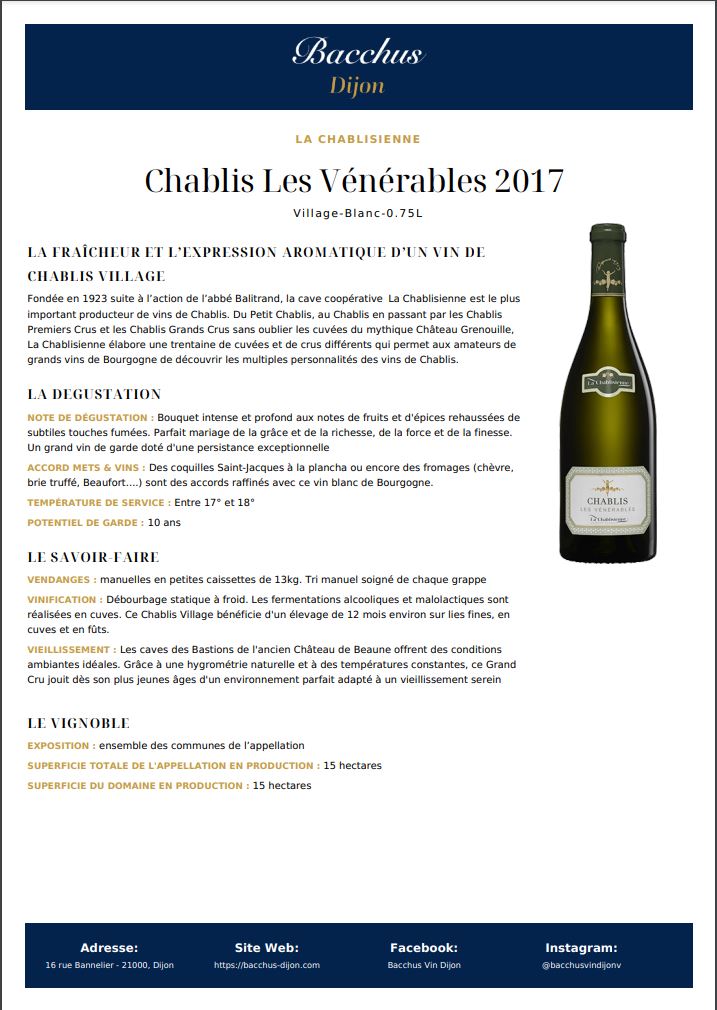 Bacchus
Dijon
LA CHABLISIENNE
Chablis Les Vénérables 2017
Village-Blanc-0.75L
LA FRAÎCHEUR ET L'EXPRESSION AROMATIQUE D'UN VIN DE
CHABLIS VILLAGE
Fondée en 1923 suite à l'action de l'abbé Balitrand, la cave coopérative La Chablisienne est le plus
important producteur de vins de Chablis. Du Petit Chablis, au Chablis en passant par les Chablis
Premiers Crus et les Chablis Grands Crus sans oublier les cuvées du mythique Château Grenouille,
La Chablisienne élabore une trentaine de cuvées et de crus différents qui permet aux amateurs de
grands vins de Bourgogne de découvrir les multiples personnalités des vins de Chablis.
LA DEGUSTATION
NOTE DE DÉGUSTATION : Bouquet intense et profond aux notes de fruits et d'épices rehaussées de
subtiles touches fumées. Parfait mariage de la grâce et de la richesse, de la force et de la finesse.
Un grand vin de garde doté d'une persistance exceptionnelle
ACCORD METS & VINS : Des coquilles Saint-Jacques à la plancha ou encore des fromages (chèvre,
brie truffé, Beaufort....) sont des accords raffinés avec ce vin blanc de Bourgogne.
TEMPÉRATURE DE SERVICE : Entre 17° et 18°
POTENTIEL DE GARDE : 10 ans
LE SAVOIR-FAIRE
VENDANGES : manuelles en petites caissettes de 13kg. Tri manuel soigné de chaque grappe
VINIFICATION : Débourbage statique à froid. Les fermentations alcooliques et malolactiques sont
réalisées en cuves. Ce Chablis Village bénéficie d'un élevage de 12 mois environ sur lies fines, en
cuves et en fûts.
VIEILLISSEMENT : Les caves des Bastions de l'ancien Château de Beaune offrent des conditions
ambiantes idéales. Grâce à une hygrométrie naturelle et à des températures constantes, ce Grand
Cru jouit dès son plus jeunes âges d'un environnement parfait adapté à un vieillissement serein
LE VIGNOBLE
EXPOSITION : ensemble des communes de l'appellation
SUPERFICIE TOTALE DE L'APPELLATION EN PRODUCTION : 15 hectares
SUPERFICIE DU DOMAINE EN PRODUCTION : 15 hectares
La Chablisienne
CHABLIS
LES VÉNÉRABLES
La Chablisienne
Adresse:
16 rue Bannelier - 21000, Dijon
Site Web:
https://bacchus-dijon.com
Facebook:
Bacchus Vin Dijon
Instagram:
@bacchusvindijonv